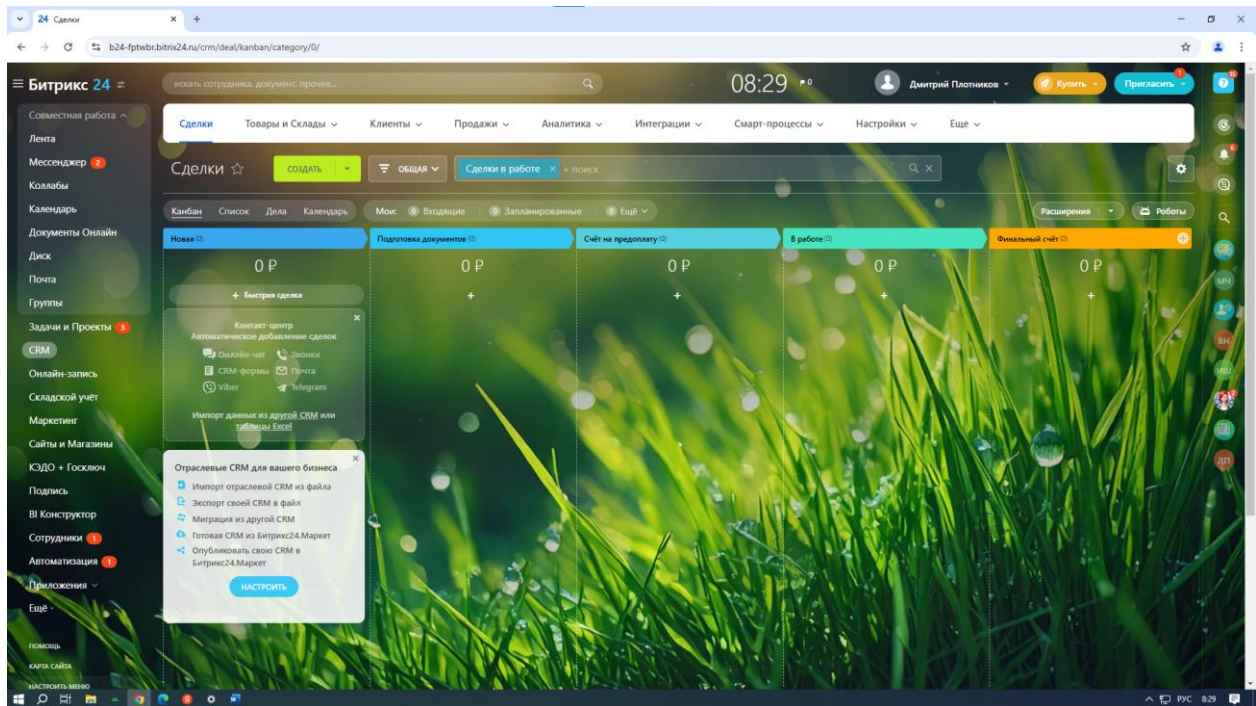 24 Сделки
b24-fptwbr.bitrix24.ru/crm/deal/kanban/category/0/
Битрикс 24
искать сотрудника, документ, прочее...
08:29
0
Дмитрий Плотников
Купить
Пригласить
1
15
Совместная работа
Лента
Мессенджер 2
Коллабы
Календарь
Документы Онлайн
Диск
Почта
Группы
Задачи и Проекты 3
CRM
Онлайн-запись
Складской учёт
Маркетинг
Сайты и Магазины
КЭДО + Госключ
Подпись
BI Конструктор
Сотрудники 1
Автоматизация 1
Приложения
Ещё
ПОМОЩЬ
КАРТА САЙТА
НАСТРОИТЬ МЕНЮ
Сделки
Товары и Склады
Клиенты
Продажи
Аналитика
Интеграции
Смарт-процессы
Настройки
Еще
Сделки
СОЗДАТЬ
ОБЩАЯ
Сделки в работе
+ поиск
Канбан
Список
Дела
Календарь
Мои:
0 Входящие
0 Запланированные
0 Ещё
Расширения
Роботы
Новая (0)
Подготовка документов (0)
Счёт на предоплату (0)
В работе (0)
Финальный счёт (0)
0 ₽
0 ₽
0 ₽
0 ₽
0 ₽
+ Быстрая сделка
+
+
+
+
Контакт-центр
Автоматическое добавление сделок
Онлайн-чат
Звонки
CRM-формы
Почта
Viber
Telegram
Импорт данных из другой CRM или
таблицы Excel
Отраслевые CRM для вашего бизнеса
Импорт отраслевой CRM из файла
Экспорт своей CRM в файл
Миграция из другой CRM
Готовая CRM из Битрикс24.Маркет
Опубликовать свою CRM в
Битрикс24.Маркет
НАСТРОИТЬ
6
МЧ
ВН
МШ
2
ДП
РУС
8:29